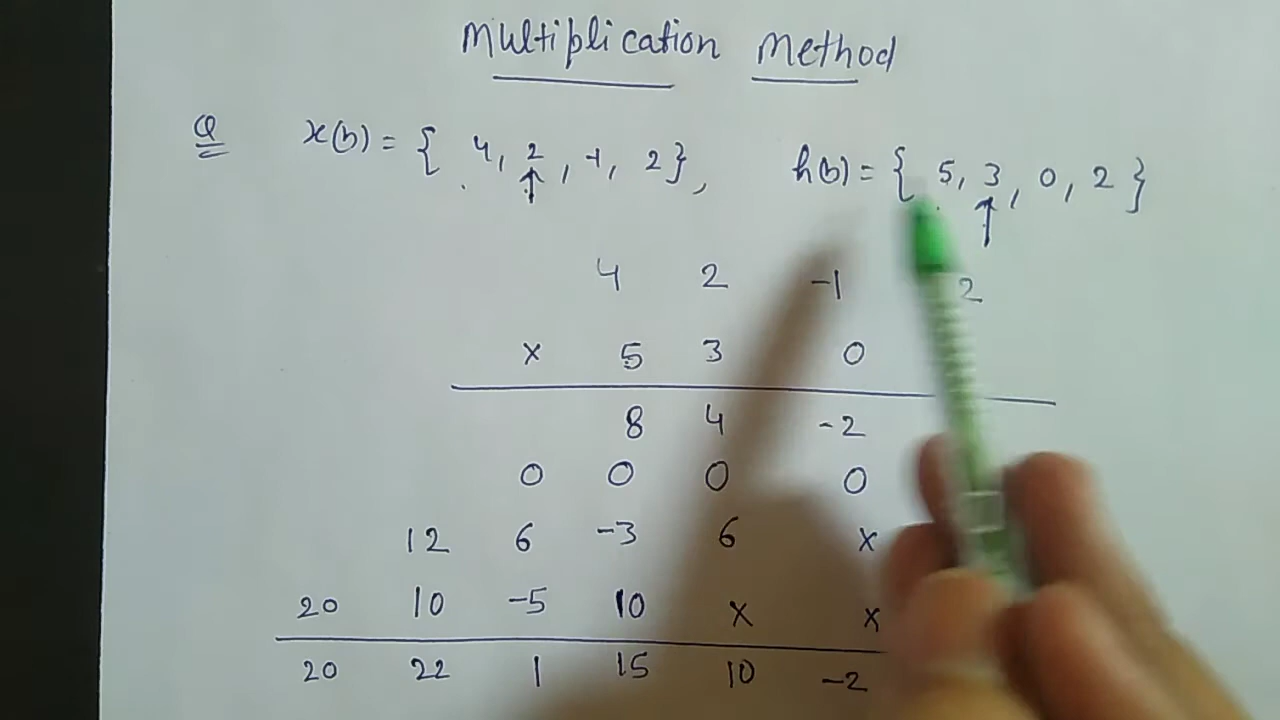 Multiplication Method
Q x(n) = { 4, 2, -1, 2 }, h(n) = { 5, 3, 0, 2 }
↑ ↑
4 2 -1 2
x 5 3 0
8 4 -2
0 0 0 0
12 6 -3 6 x
20 10 -5 10 x x
20 22 1 15 10 -2